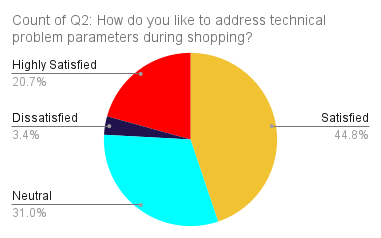 Count of Q2: How do you like to address technical
problem parameters during shopping?
Highly Satisfied
20.7%
Dissatisfied
3.4%
Satisfied
44.8%
Neutral
31.0%